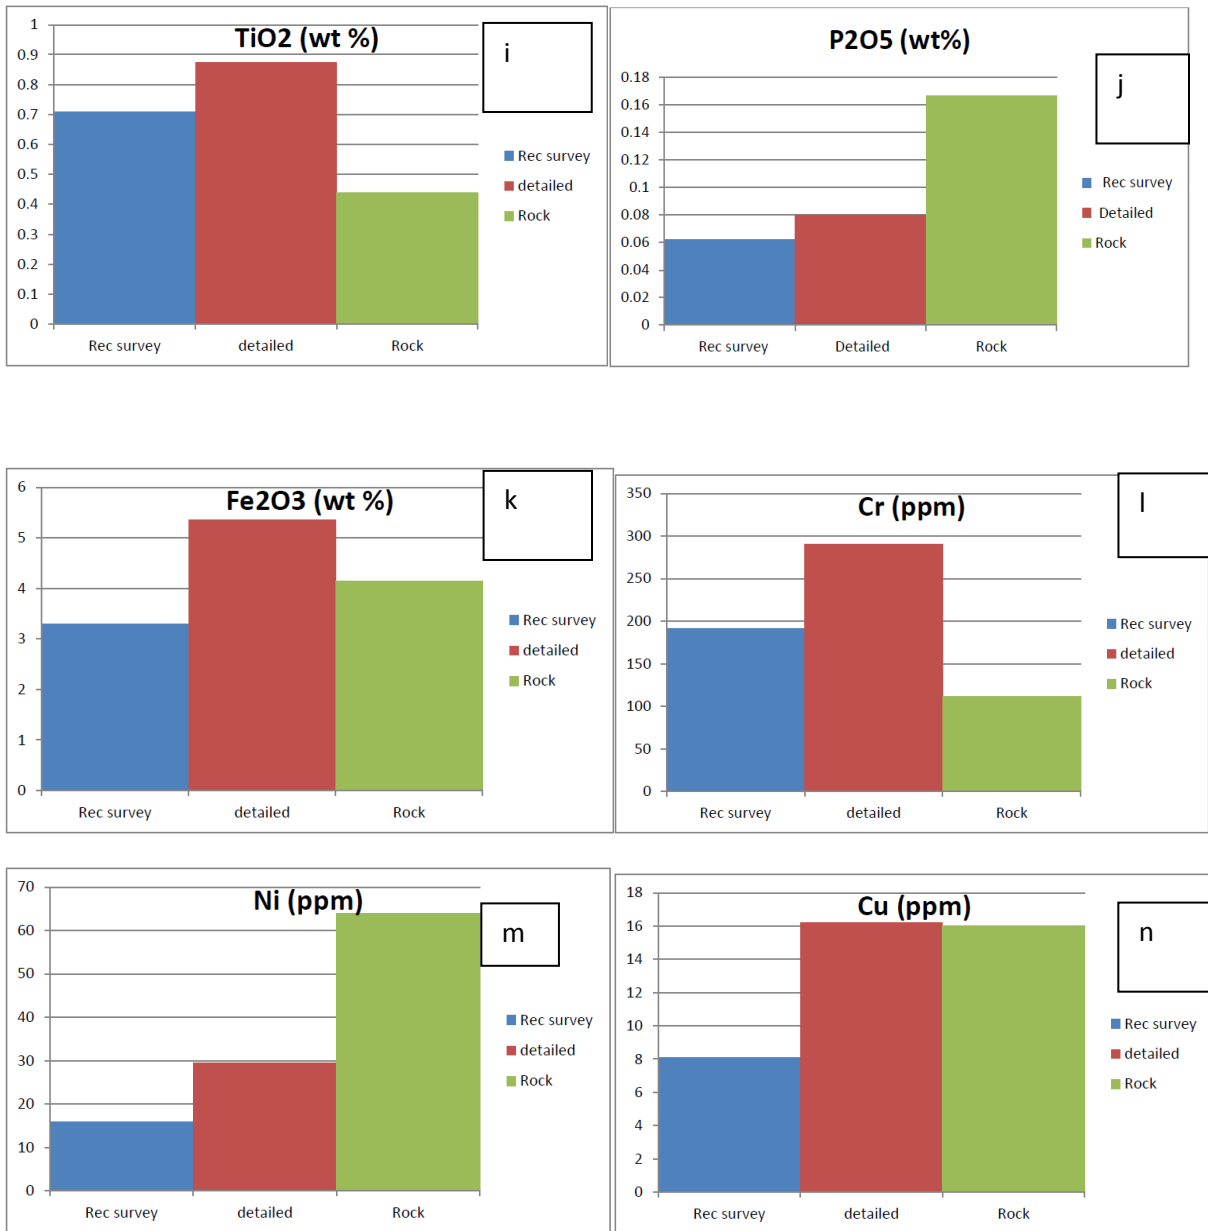 TiO2 (wt %)
i
1
0.9
0.8
0.7
0.6
0.5
0.4
0.3
0.2
0.1
0
Rec survey
detailed
Rock
Rec survey detailed Rock
P2O5 (wt%)
j
0.18
0.16
0.14
0.12
0.1
0.08
0.06
0.04
0.02
0
Rec survey
Detailed
Rock
Rec survey Detailed Rock
Fe2O3 (wt %)
k
6
5
4
3
2
1
0
Rec survey
detailed
Rock
Rec survey detailed Rock
Cr (ppm)
l
350
300
250
200
150
100
50
0
Rec survey
detailed
Rock
Rec survey detailed Rock
Ni (ppm)
m
70
60
50
40
30
20
10
0
Rec survey
detailed
Rock
Rec survey detailed Rock
Cu (ppm)
n
18
16
14
12
10
8
6
4
2
0
Rec survey
detailed
Rock
Rec survey detailed Rock